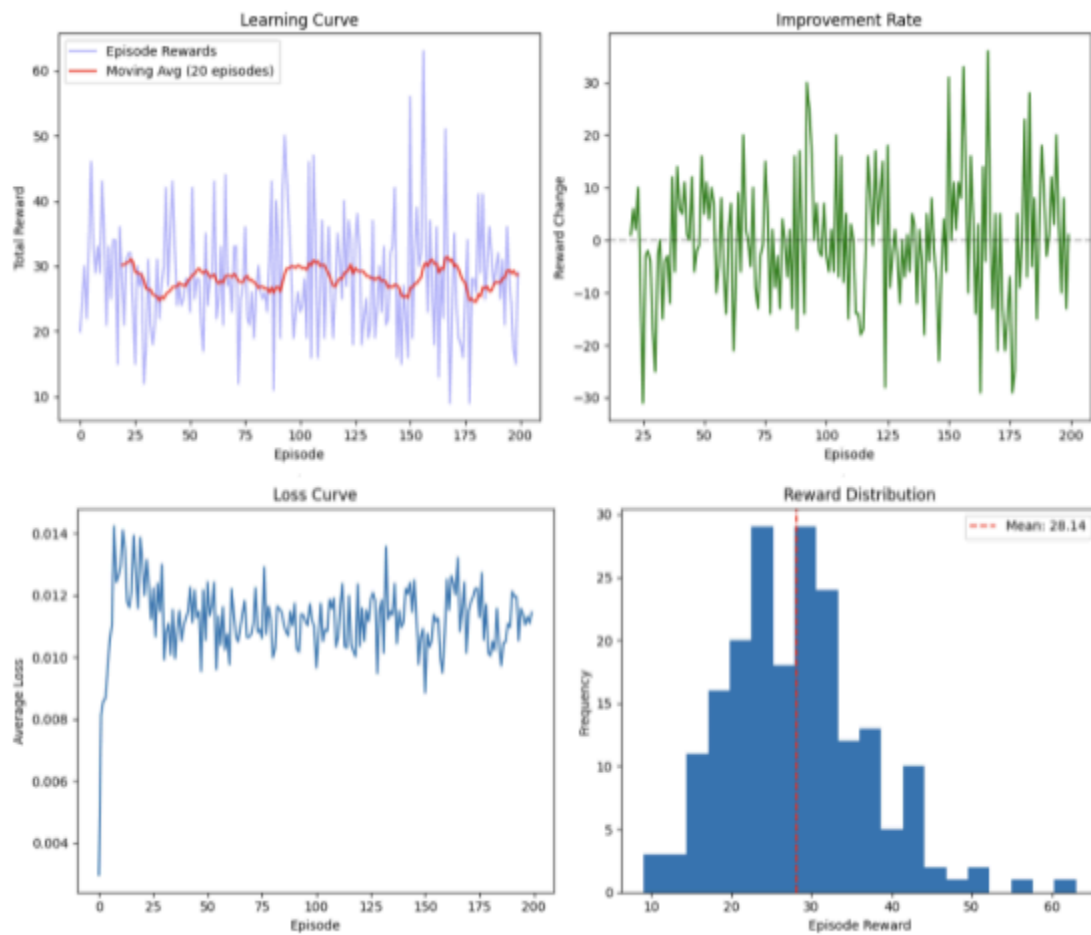 Learning Curve
Episode Rewards
Moving Avg (20 episodes)
60
50
40
30
20
10
Total Reward
0 25 50 75 100 125 150 175 200
Episode
Improvement Rate
30
20
10
0
−10
−20
−30
Reward Change
25 50 75 100 125 150 175 200
Episode
Loss Curve
0.014
0.012
0.010
0.008
0.006
0.004
Average Loss
0 25 50 75 100 125 150 175 200
Episode
Reward Distribution
Mean: 28.14
30
25
20
15
10
5
0
Frequency
10 20 30 40 50 60
Episode Reward